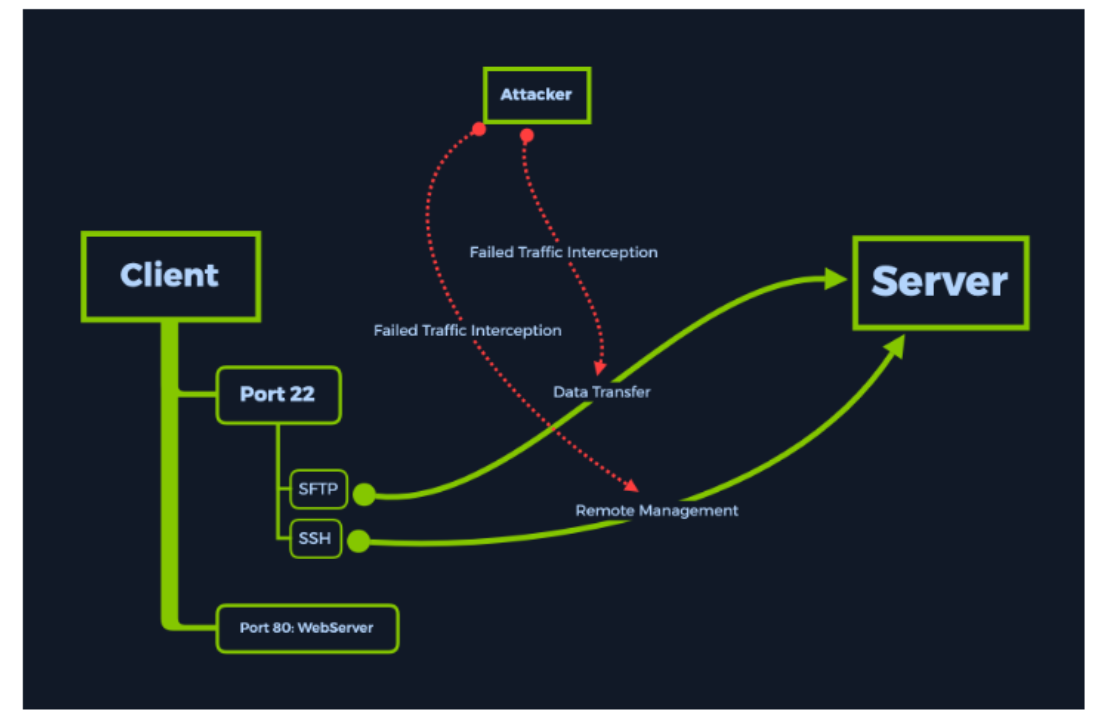 Attacker
Failed Traffic Interception
Client
Server
Failed Traffic Interception
Port 22
Data Transfer
SFTP
Remote Management
SSH
Port 80: WebServer